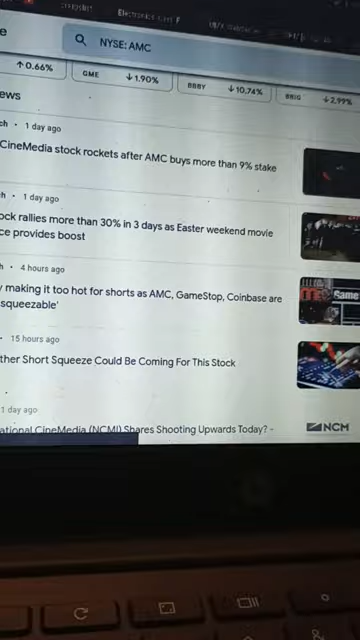 Electronics
e
NYSE:AMC
↑0.66%
GME ↓1.90%
BBBY ↓10.74%
BBIG ↓2.99%
ews
ch • 1 day ago
CineMedia stock rockets after AMC buys more than 9% stake
h • 1 day ago
ock rallies more than 30% in 3 days as Easter weekend movie
ce provides boost
h • 4 hours ago
y making it too hot for shorts as AMC, GameStop, Coinbase are
squeezable'
Game
• 15 hours ago
ther Short Squeeze Could Be Coming For This Stock
1 day ago
ational CineMedia (NCMI) Shares Shooting Upwards Today? -
NCM